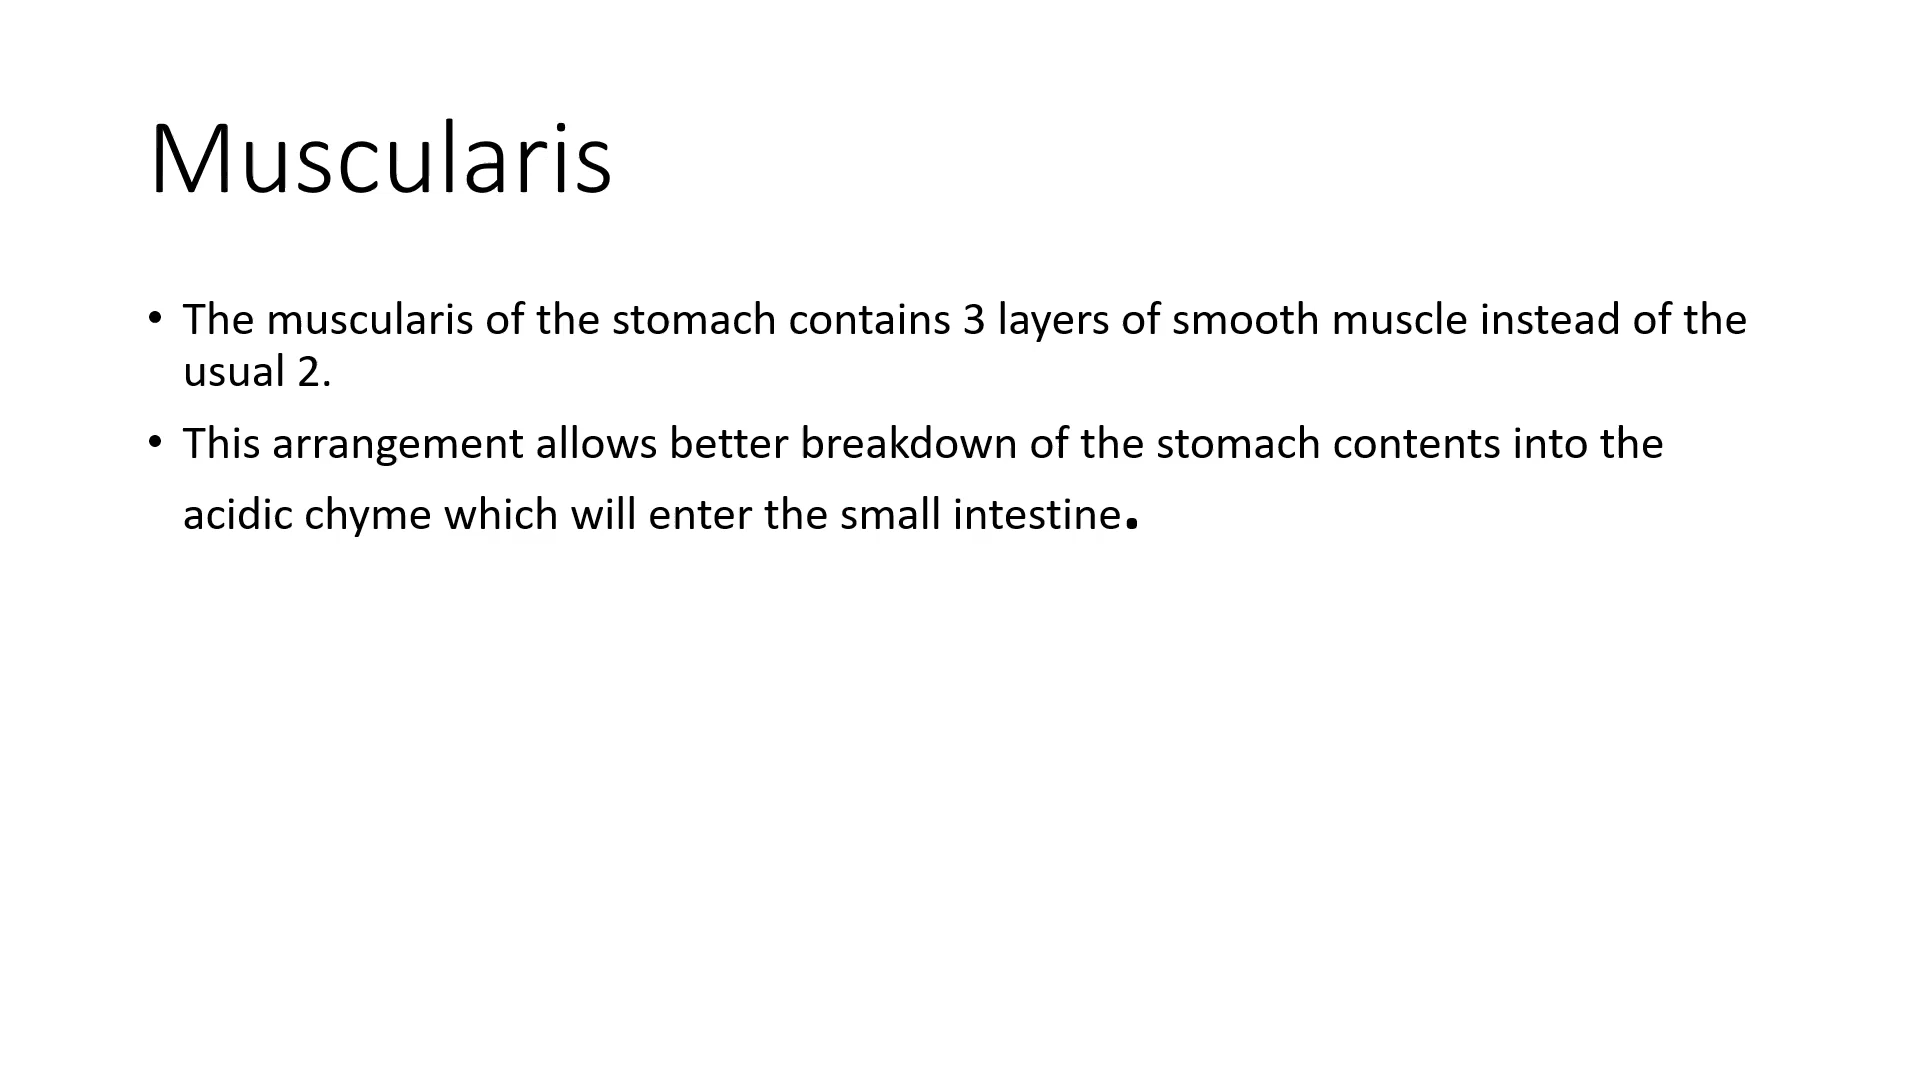 Muscularis
• The muscularis of the stomach contains 3 layers of smooth muscle instead of the
usual 2.
• This arrangement allows better breakdown of the stomach contents into the
acidic chyme which will enter the small intestine.